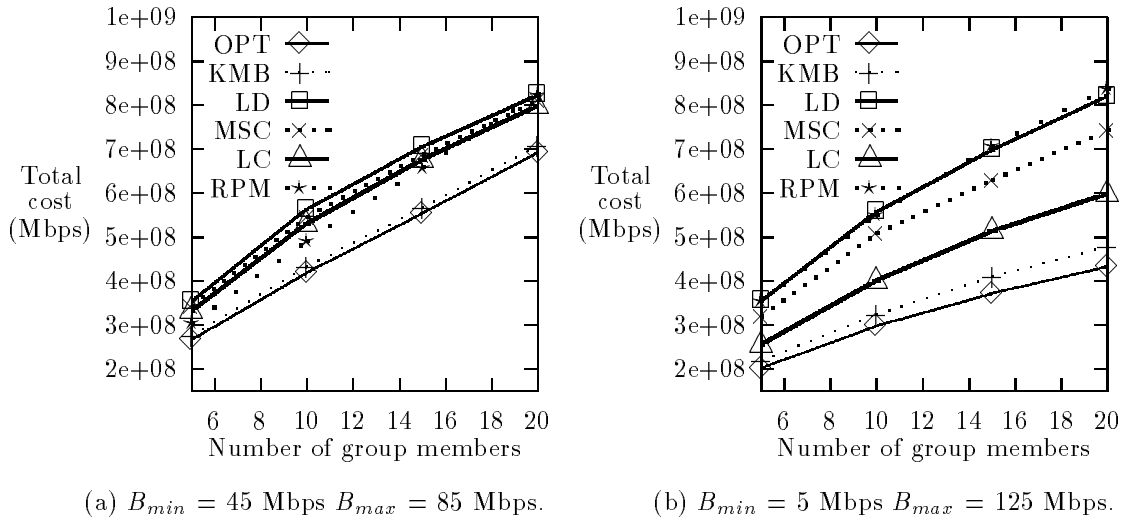 1e+09
9e+08
8e+08
7e+08
6e+08
5e+08
4e+08
3e+08
2e+08
Total
cost
(Mbps)
OPT
KMB
LD
MSC
LC
RPM
6 8 10 12 14 16 18 20
Number of group members
(a) Bmin = 45 Mbps Bmax = 85 Mbps.
1e+09
9e+08
8e+08
7e+08
6e+08
5e+08
4e+08
3e+08
2e+08
Total
cost
(Mbps)
OPT
KMB
LD
MSC
LC
RPM
6 8 10 12 14 16 18 20
Number of group members
(b) Bmin = 5 Mbps Bmax = 125 Mbps.